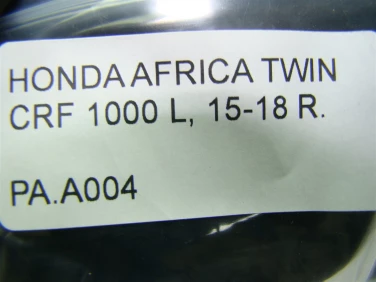 HONDA AFRICA TWIN
CRF 1000 L, 15-18 R.
PA.A004